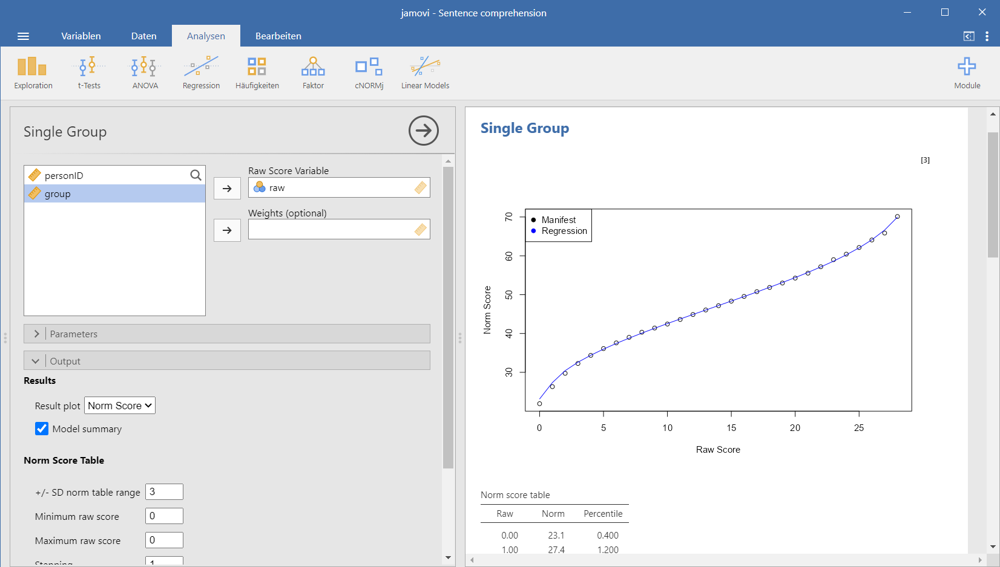 jamovi - Sentence comprehension
Variablen Daten Analysen Bearbeiten
Exploration t-Tests ANOVA Regression Häufigkeiten Faktor cNORMj Linear Models Module
Single Group
personID
group
Raw Score Variable
raw
Weights (optional)
Parameters
Output
Results
Result plot Norm Score
Model summary
Norm Score Table
+/- SD norm table range 3
Minimum raw score 0
Maximum raw score 0
Stepping 1
Single Group
[3]
Manifest
Regression
Norm Score
70
60
50
40
30
0 5 10 15 20 25
Raw Score
Norm score table
Raw Norm Percentile
0.00 23.1 0.400
1.00 27.4 1.200